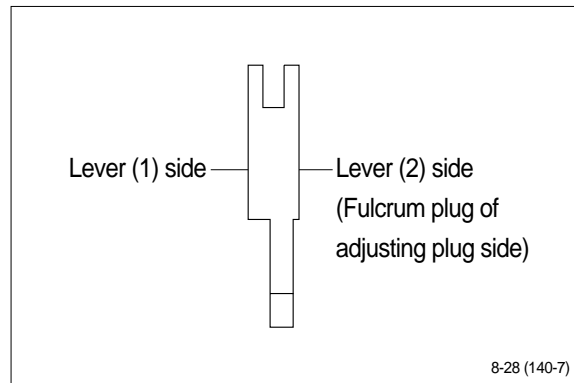 Lever (1) side
Lever (2) side
(Fulcrum plug of
adjusting plug side)
8-28 (140-7)